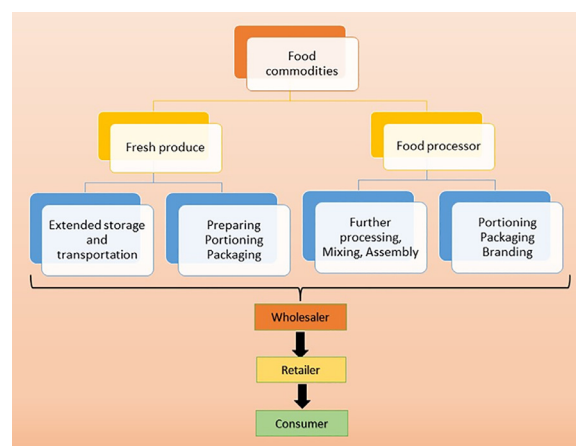 Food
commodities
Fresh produce
Food processor
Extended storage
and
transportation
Preparing
Portioning
Packaging
Further
processing,
Mixing, Assembly
Portioning
Packaging
Branding
Wholesaler
Retailer
Consumer